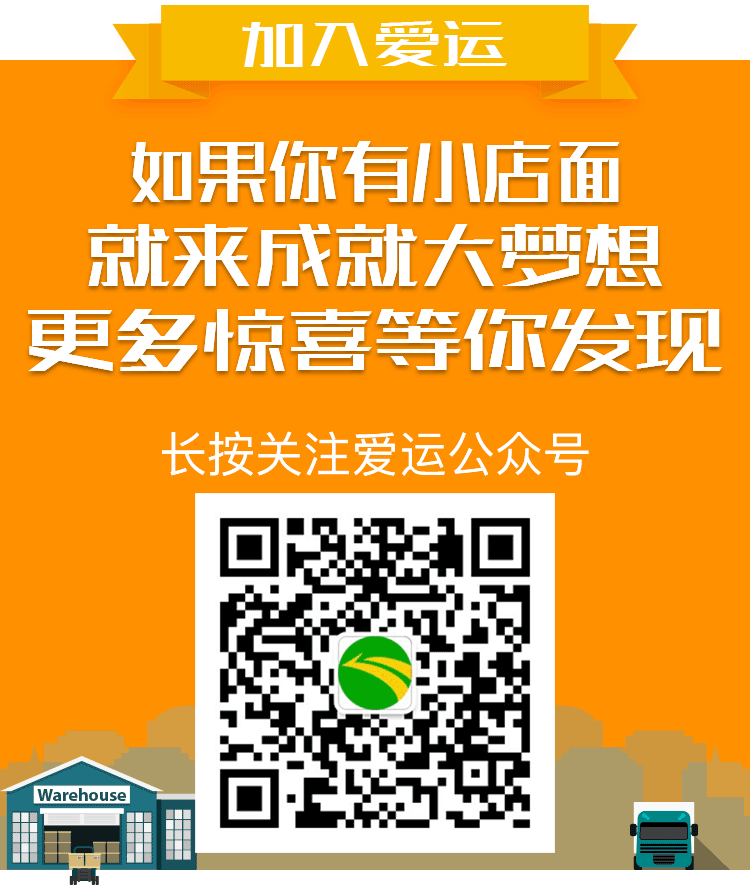 加入爱运
如果你有小店面
就来成就大梦想
更多惊喜等你发现
长按关注爱运公众号
Warehouse